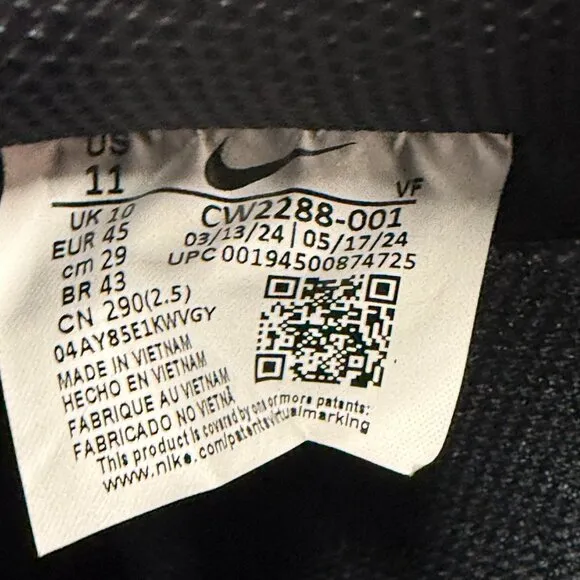 US
11
UK 10
EUR 45
cm 29
BR 43
CN 290(2.5)
04AY85E1KWVGY
MADE IN VIETNAM
HECHO EN VIETNAM
FABRIQUE AU VIETNAM
FABRICADO NO VIETNÃ
This product is covered by one or more patents:
www.nike.com/patentsvirtualmarking
VF
CW2288-001
03/13/24 | 05/17/24
UPC 00194500874725